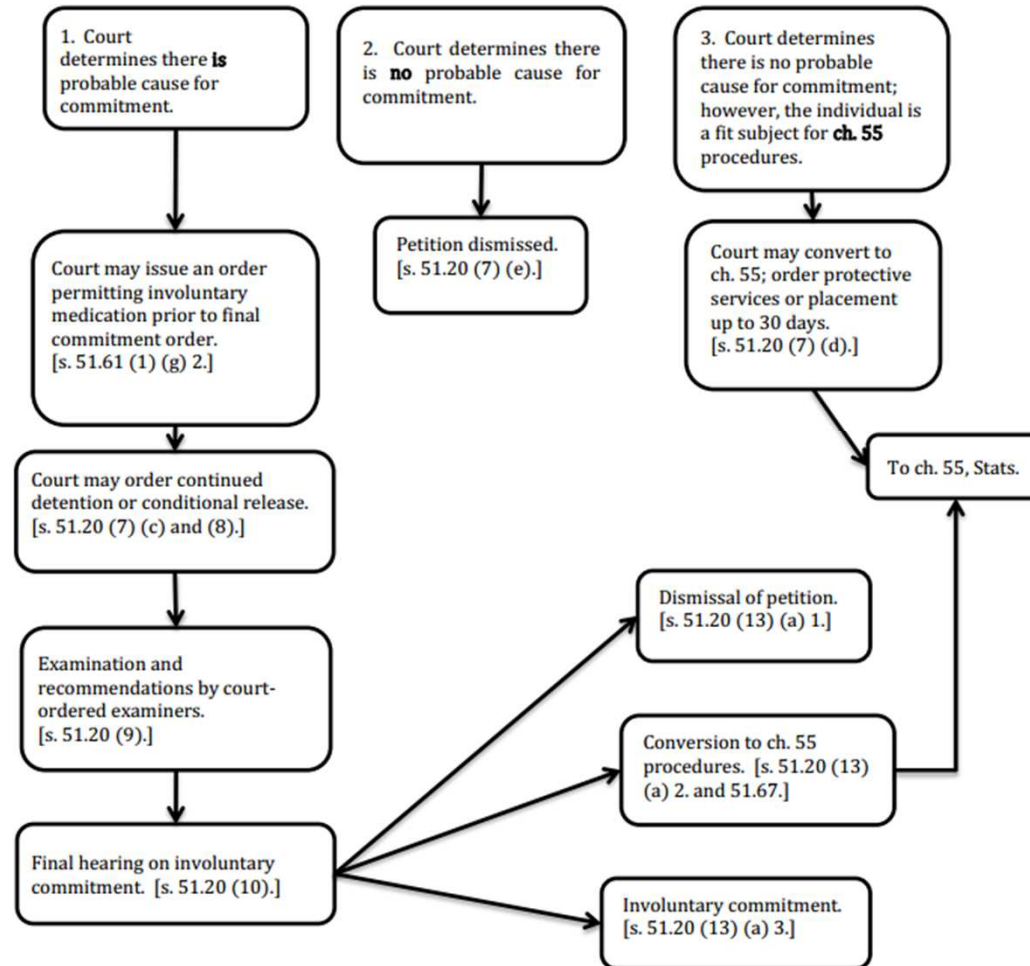 1. Court
determines there is
probable cause for
commitment.
2. Court determines there
is no probable cause for
commitment.
3. Court determines
there is no probable
cause for commitment;
however, the individual is
a fit subject for ch. 55
procedures.
Court may issue an order
permitting involuntary
medication prior to final
commitment order.
[s. 51.61 (1) (g) 2.]
Petition dismissed.
[s. 51.20 (7) (e).]
Court may convert to
ch. 55; order protective
services or placement
up to 30 days.
[s. 51.20 (7) (d).]
Court may order continued
detention or conditional release.
[s. 51.20 (7) (c) and (8).]
To ch. 55, Stats.
Examination and
recommendations by court-
ordered examiners.
[s. 51.20 (9).]
Dismissal of petition.
[s. 51.20 (13) (a) 1.]
Conversion to ch. 55
procedures. [s. 51.20 (13)
(a) 2. and 51.67.]
Final hearing on involuntary
commitment. [s. 51.20 (10).]
Involuntary commitment.
[s. 51.20 (13) (a) 3.]